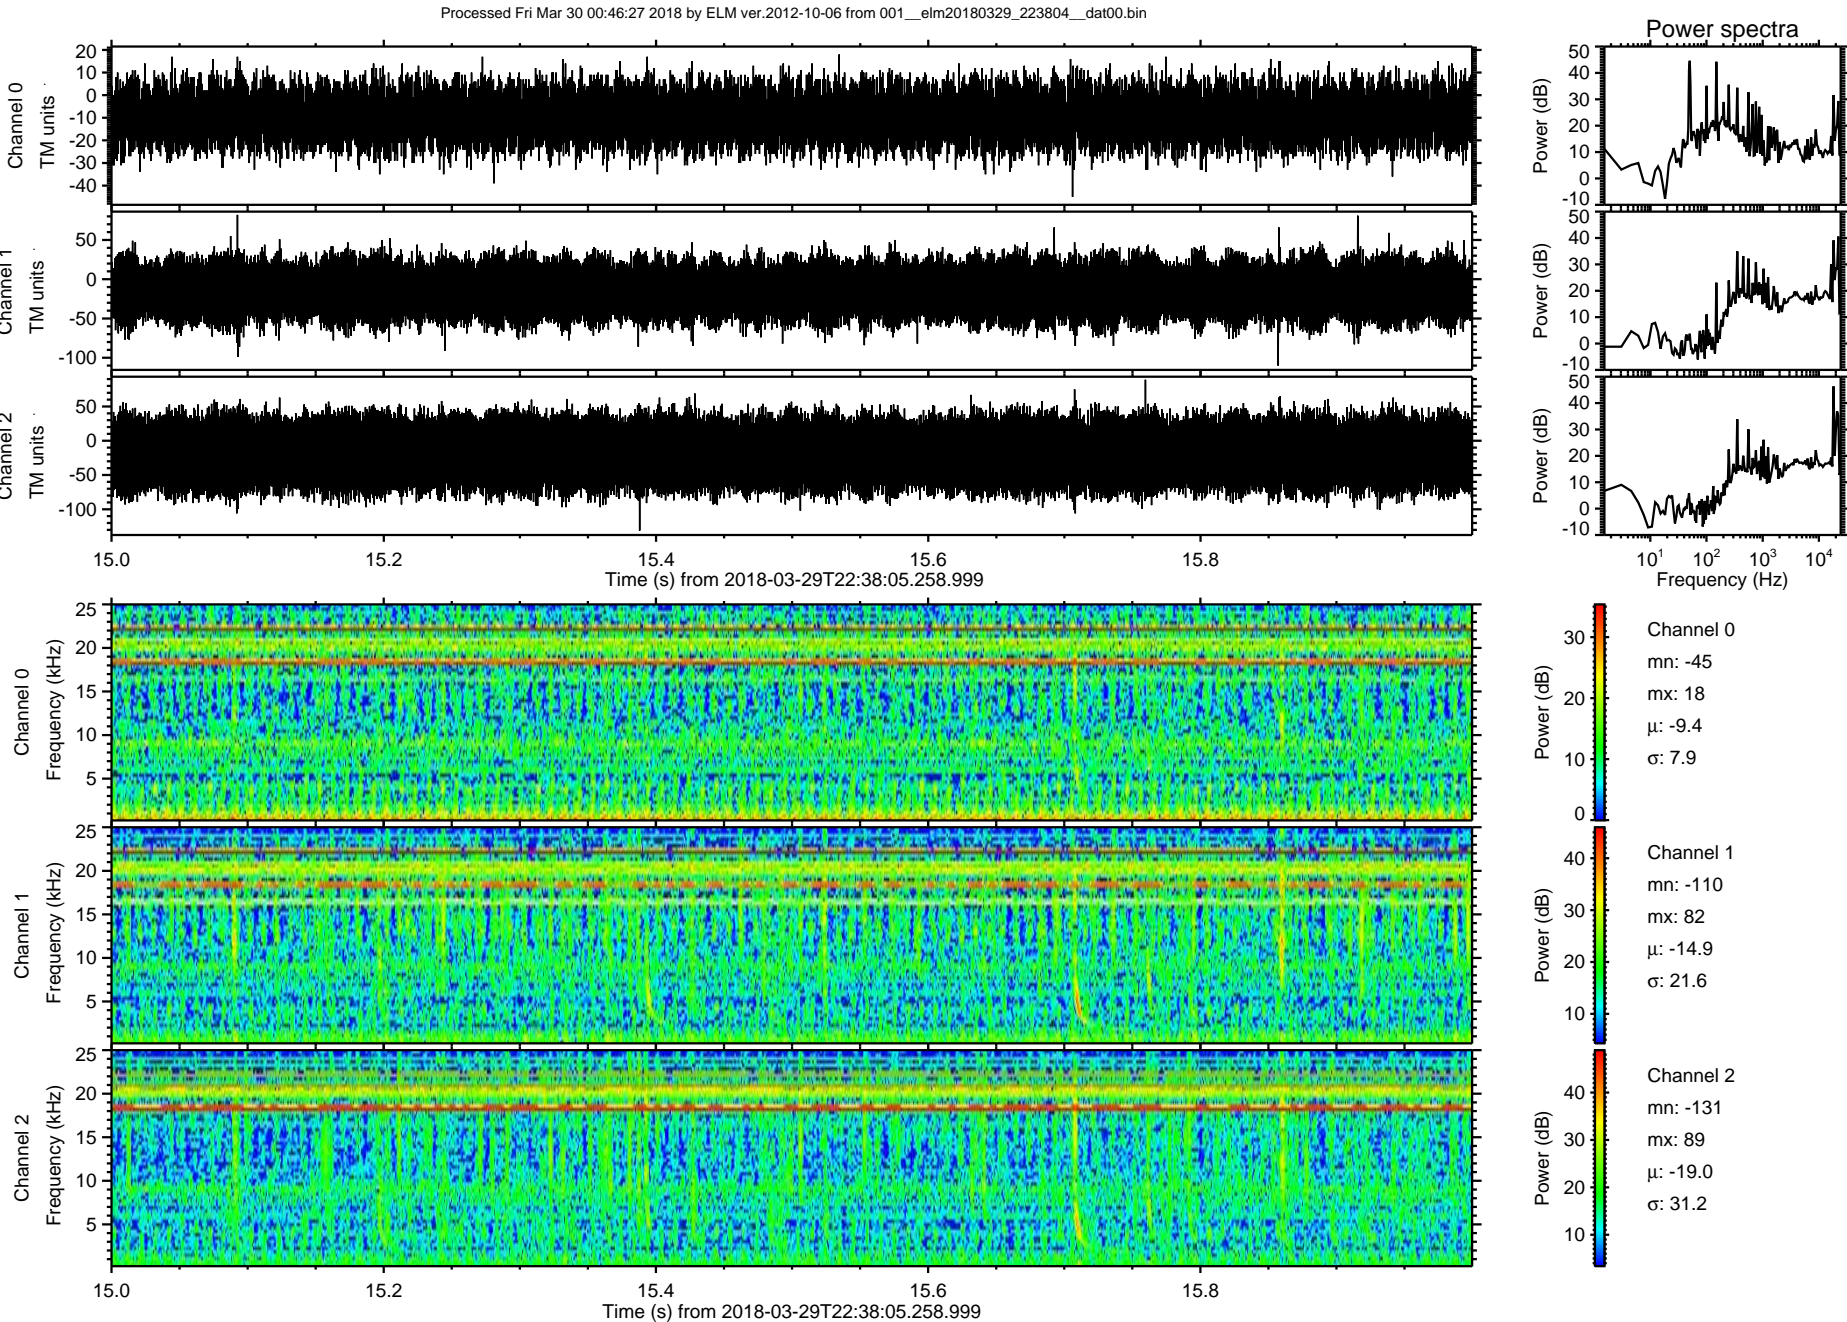 Processed Fri Mar 30 00:46:27 2018 by ELM ver.2012-10-06 from 001__elm20180329_223804__dat00.bin
Power spectra
Channel 0
TM units
20
10
0
-10
-20
-30
-40
Power (dB)
50
40
30
20
10
0
-10
Channel 1
TM units
50
0
-50
-100
Power (dB)
50
40
30
20
10
0
-10
Channel 2
TM units
50
0
-50
-100
Power (dB)
50
40
30
20
10
0
-10
15.0 15.2 15.4 15.6 15.8
Time (s) from 2018-03-29T22:38:05.258.999
10^1 10^2 10^3 10^4
Frequency (Hz)
Channel 0
Frequency (kHz)
25
20
15
10
5
Power (dB)
30
20
10
0
Channel 0
mn: -45
mx: 18
μ: -9.4
σ: 7.9
Channel 1
Frequency (kHz)
25
20
15
10
5
Power (dB)
40
30
20
10
Channel 1
mn: -110
mx: 82
μ: -14.9
σ: 21.6
Channel 2
Frequency (kHz)
25
20
15
10
5
Power (dB)
40
30
20
10
Channel 2
mn: -131
mx: 89
μ: -19.0
σ: 31.2
15.0 15.2 15.4 15.6 15.8
Time (s) from 2018-03-29T22:38:05.258.999